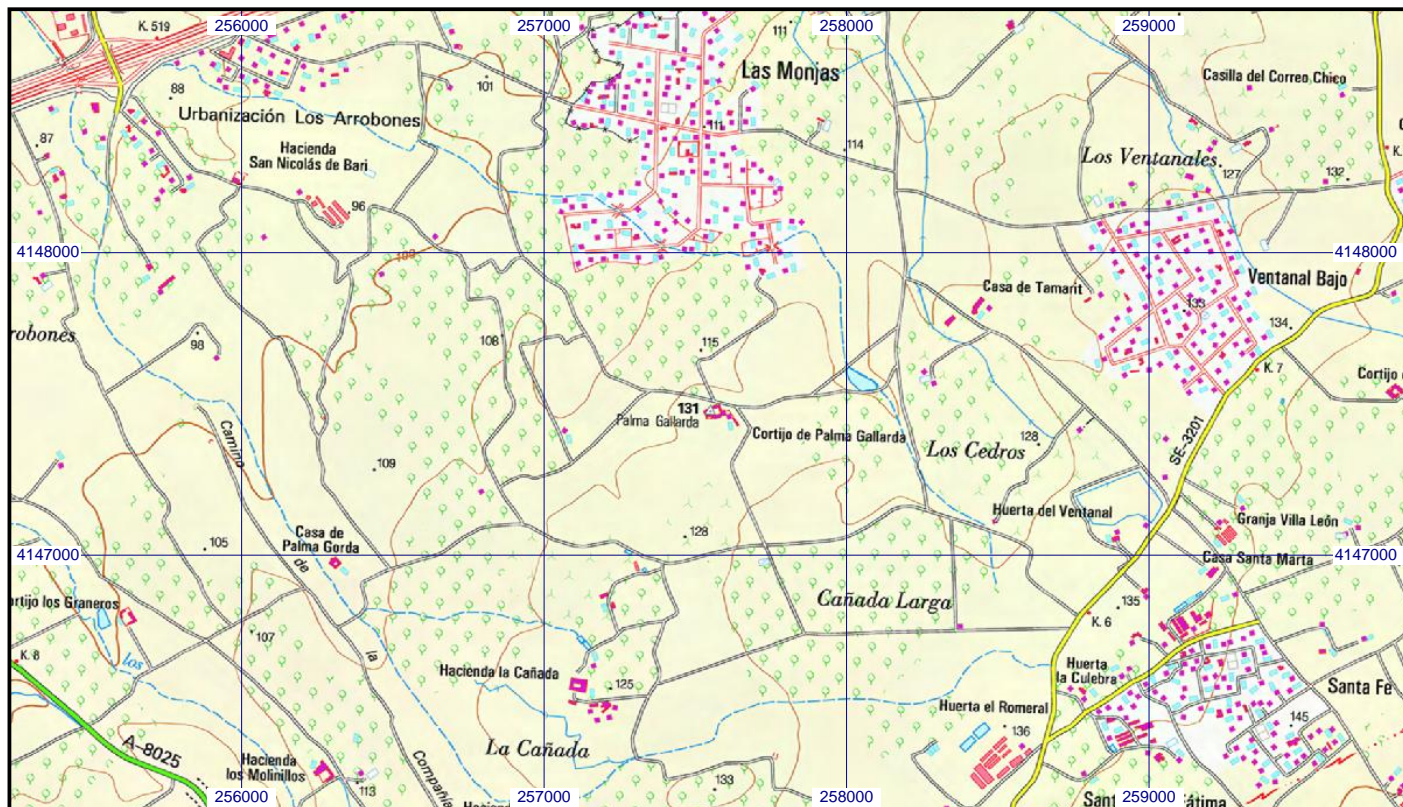 256000
257000
258000
259000
K. 519
111
Las Monjas
Casilla del Correo Chico
88
101
Urbanización Los Arrobones
111
87
Hacienda
San Nicolás de Bari
114
Los Ventanales
127
132
96
4148000
4148000
100
Casa de Tamarit
Ventanal Bajo
133
134
98
108
115
K. 7
131
Palma Gallarda
Cortijo de Palma Gallarda
Camino
Los Cedros
128
SE-3201
109
Huerta del Ventanal
Granja Villa León
105
Casa de
Palma Gorda
128
4147000
4147000
de
Casa Santa Marta
Cañada Larga
135
K. 6
107
la
los
K. 8
Hacienda la Cañada
125
Huerta
la Culebra
Santa Fe
Huerta el Romeral
136
145
A-8025
La Cañada
Hacienda
los Molinillos
113
133
256000
257000
258000
259000